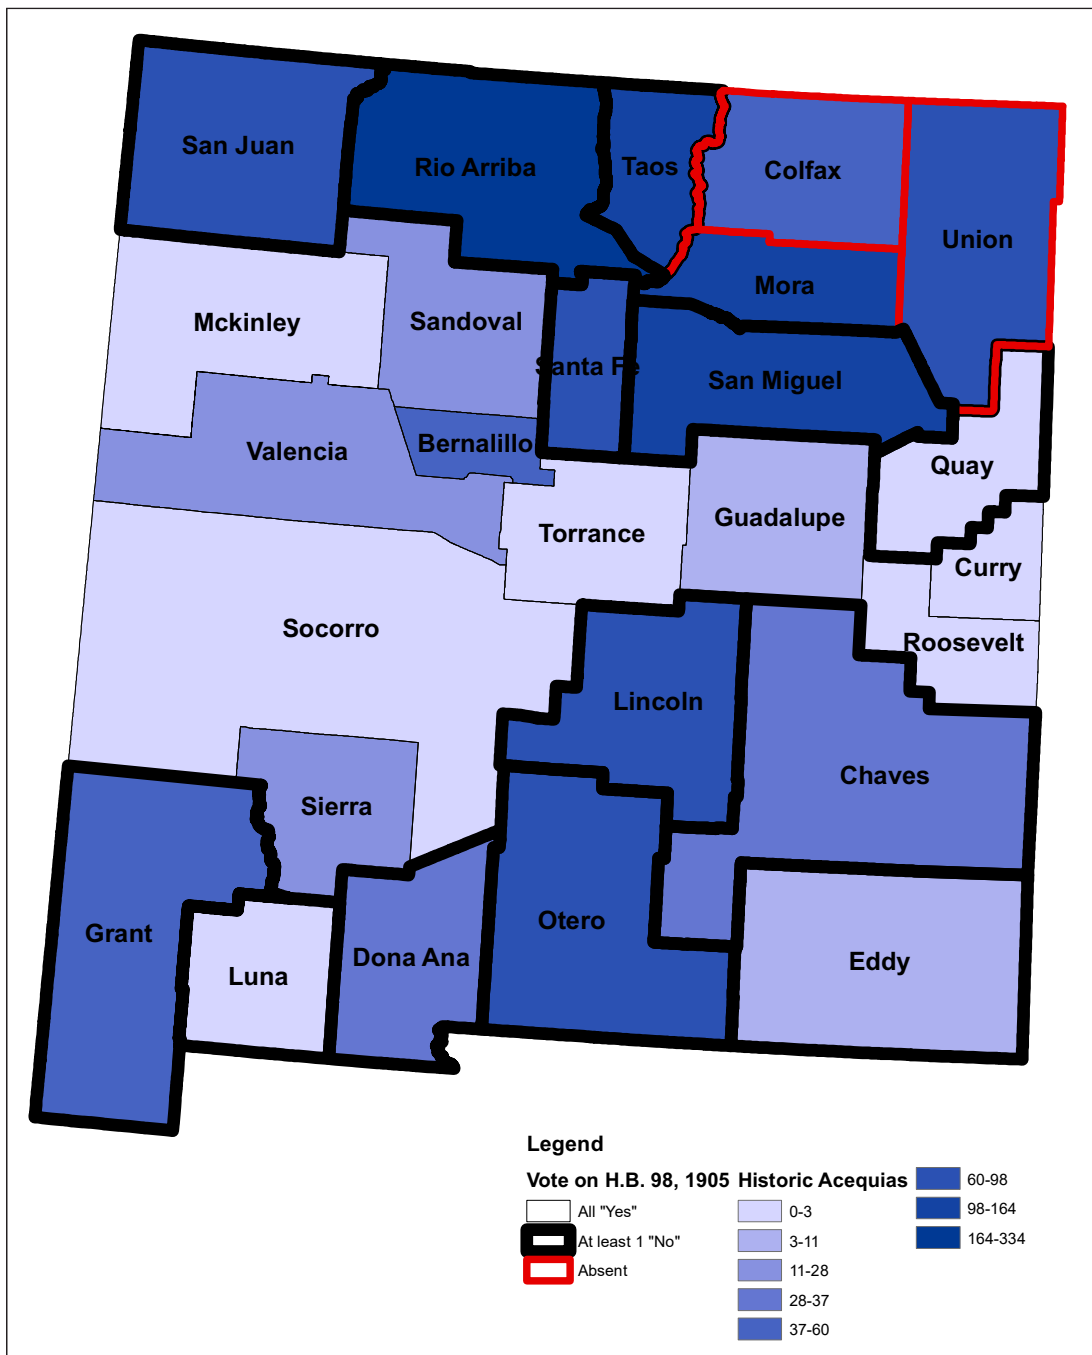 San Juan
Rio Arriba
Taos
Colfax
Union
Mora
Mckinley
Sandoval
Santa Fe
San Miguel
Valencia
Bernalillo
Quay
Torrance
Guadalupe
Curry
Socorro
Roosevelt
Lincoln
Chaves
Sierra
Grant
Otero
Dona Ana
Luna
Eddy
Legend
Vote on H.B. 98, 1905
All "Yes"
At least 1 "No"
Absent
Historic Acequias
0-3
3-11
11-28
28-37
37-60
60-98
98-164
164-334